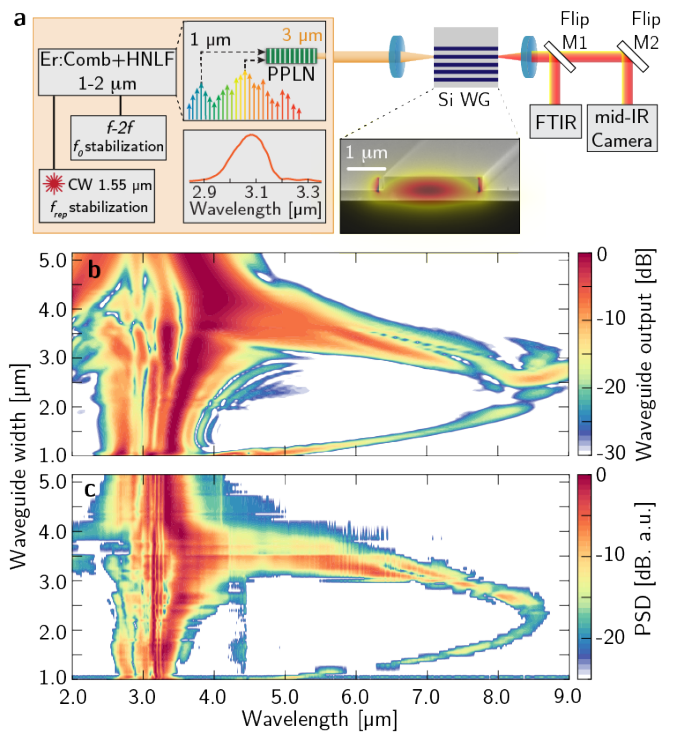 a
Er:Comb+HNLF
1-2 μm
f-2f
f0 stabilization
CW 1.55 μm
frep stabilization
1 μm
3 μm
PPLN
2.9 3.1 3.3
Wavelength [μm]
Si WG
1 μm
Flip
M1
Flip
M2
FTIR
mid-IR
Camera
b
5.0
4.0
3.0
2.0
1.0
0
-10
-20
-30
Waveguide output [dB]
Waveguide width [μm]
c
5.0
4.0
3.0
2.0
1.0
0
-10
-20
PSD [dB. a.u.]
2.0 3.0 4.0 5.0 6.0 7.0 8.0 9.0
Wavelength [μm]